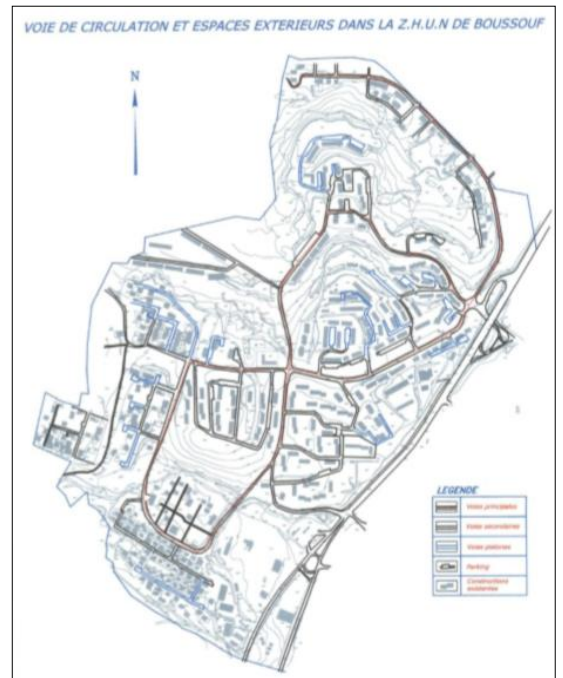 VOIE DE CIRCULATION ET ESPACES EXTERIEURS DANS LA Z.H.U.N DE BOUSSOUF
N
LEGENDE
Voies principales
Voies secondaires
Voies pietones
Parking
Constructions
existantes